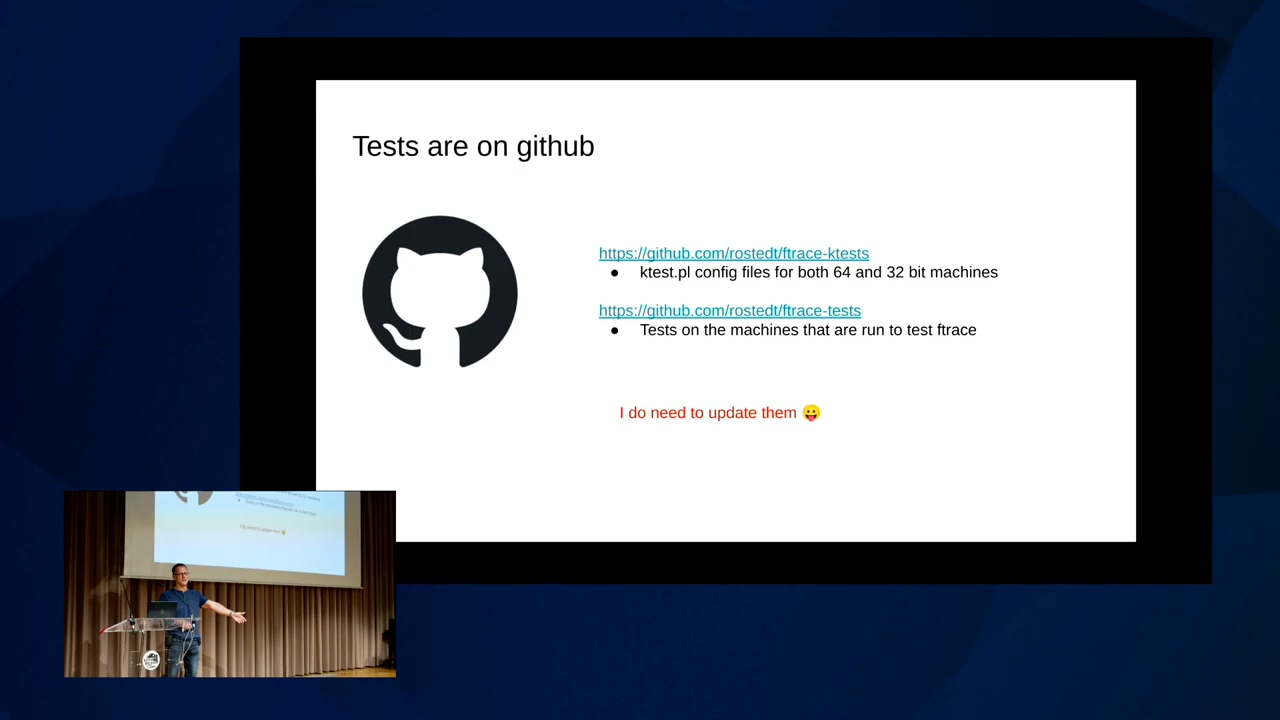 Tests are on github
https://github.com/rostedt/ftrace-ktests
● ktest.pl config files for both 64 and 32 bit machines
https://github.com/rostedt/ftrace-tests
● Tests on the machines that are run to test ftrace
I do need to update them 😛